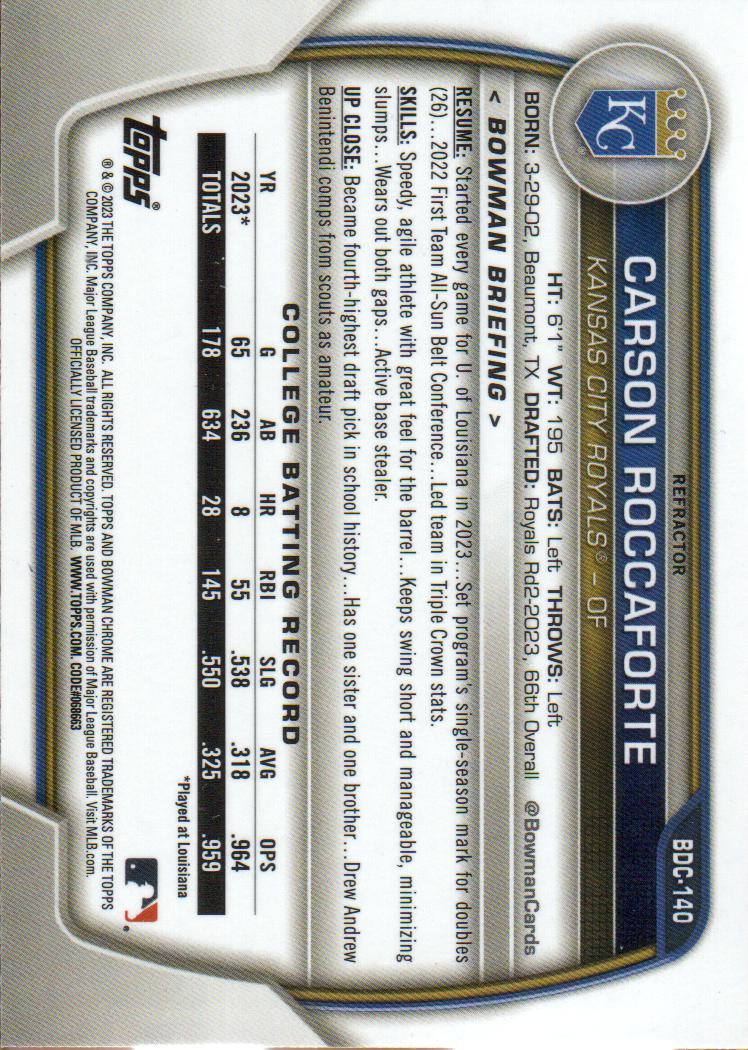 BDC-140
REFRACTOR
CARSON ROCCAFORTE
KANSAS CITY ROYALS® – OF
KC
HT: 6'1" WT: 195 BATS: Left THROWS: Left
BORN: 3-29-02, Beaumont, TX DRAFTED: Royals Rd2-2023, 66th Overall @BowmanCards
< BOWMAN BRIEFING >
RESUME: Started every game for U. of Louisiana in 2023...Set program's single-season mark for doubles
(26)... 2022 First Team All-Sun Belt Conference...Led team in Triple Crown stats.
SKILLS: Speedy, agile athlete with great feel for the barrel...Keeps swing short and manageable, minimizing
slumps...Wears out both gaps...Active base stealer.
UP CLOSE: Became fourth-highest draft pick in school history...Has one sister and one brother...Drew Andrew
Benintendi comps from scouts as amateur.
COLLEGE BATTING RECORD
YR G AB HR RBI SLG AVG OPS
2023* 65 236 8 55 .538 .318 .964
TOTALS 178 634 28 145 .550 .325 .959
*Played at Louisiana
topps®
® & © 2023 THE TOPPS COMPANY, INC. ALL RIGHTS RESERVED. TOPPS AND BOWMAN CHROME ARE REGISTERED TRADEMARKS OF THE TOPPS
COMPANY, INC. Major League Baseball trademarks and copyrights are used with permission of Major League Baseball. Visit MLB.com.
OFFICIALLY LICENSED PRODUCT OF MLB. WWW.TOPPS.COM. CODE#068663